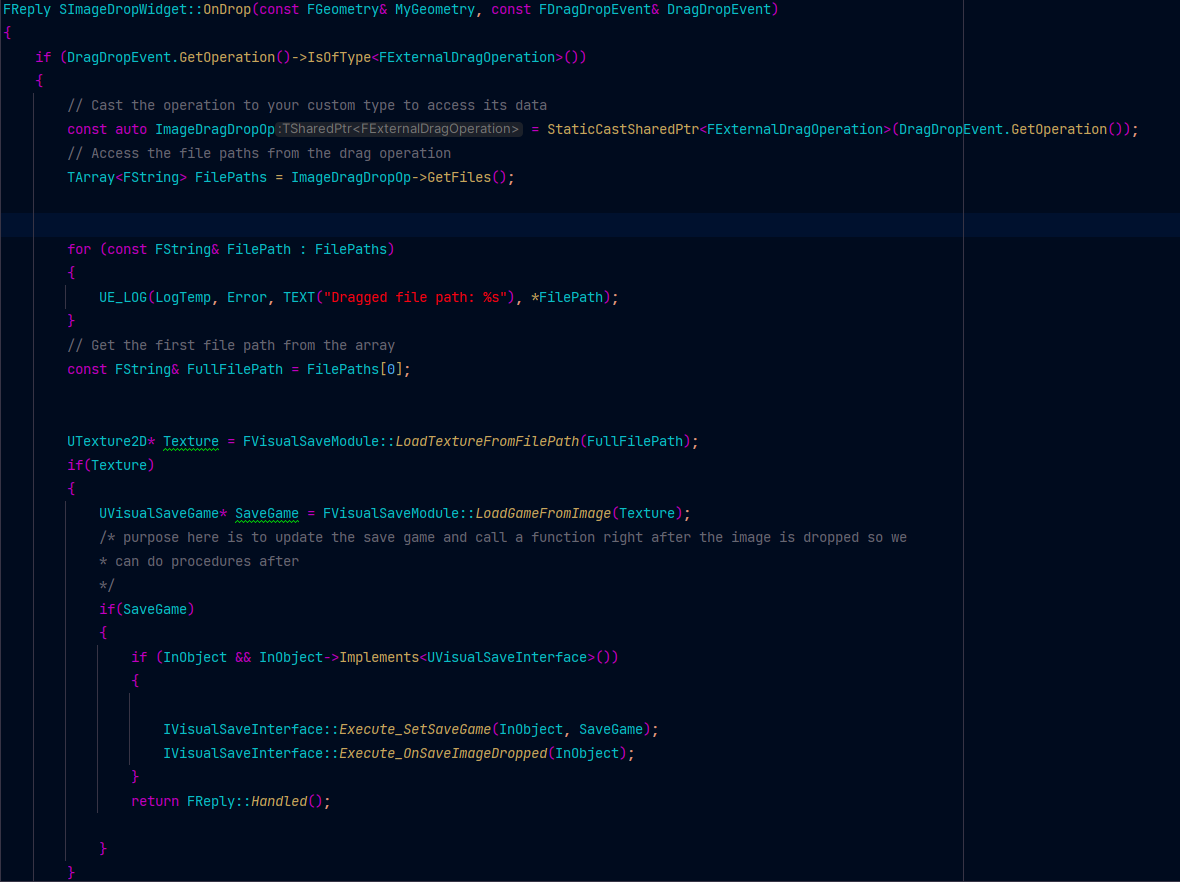 FReply SImageDropWidget::OnDrop(const FGeometry& MyGeometry, const FDragDropEvent& DragDropEvent)
{
    if (DragDropEvent.GetOperation()->IsOfType<FExternalDragOperation>())
    {
        // Cast the operation to your custom type to access its data
        const auto ImageDragDropOp :TSharedPtr<FExternalDragOperation> = StaticCastSharedPtr<FExternalDragOperation>(DragDropEvent.GetOperation());
        // Access the file paths from the drag operation
        TArray<FString> FilePaths = ImageDragDropOp->GetFiles();
        for (const FString& FilePath : FilePaths)
        {
            UE_LOG(LogTemp, Error, TEXT("Dragged file path: %s"), *FilePath);
        }
        // Get the first file path from the array
        const FString& FullFilePath = FilePaths[0];
        UTexture2D* Texture = FVisualSaveModule::LoadTextureFromFilePath(FullFilePath);
        if(Texture)
        {
            UVisualSaveGame* SaveGame = FVisualSaveModule::LoadGameFromImage(Texture);
            /* purpose here is to update the save game and call a function right after the image is dropped so we
            * can do procedures after
            */
            if(SaveGame)
            {
                if (InObject && InObject->Implements<UVisualSaveInterface>())
                {
                    IVisualSaveInterface::Execute_SetSaveGame(InObject, SaveGame);
                    IVisualSaveInterface::Execute_OnSaveImageDropped(InObject);
                }
                return FReply::Handled();
            }
        }